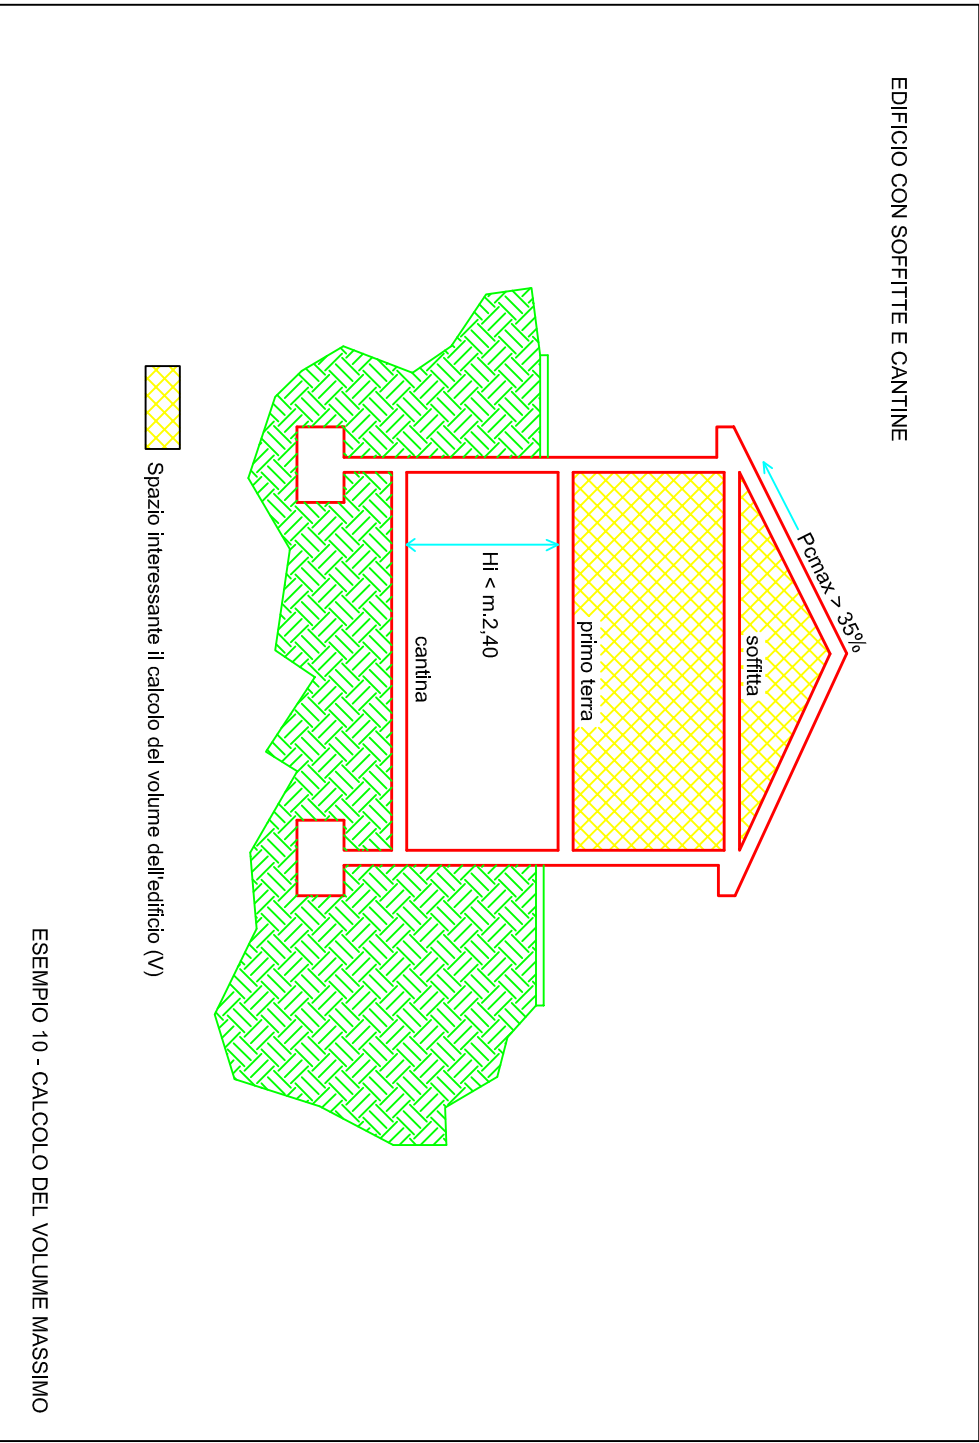 EDIFICIO CON SOFFITTE E CANTINE
Pcmax > 35%
soffitta
primo terra
Hi < m.2,40
cantina
Spazio interessante il calcolo del volume dell'edificio (V)
ESEMPIO 10 - CALCOLO DEL VOLUME MASSIMO